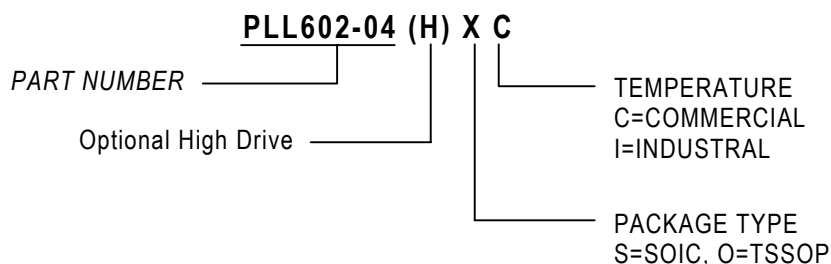 PLL602-04 (H) X C
PART NUMBER
TEMPERATURE
C=COMMERCIAL
I=INDUSTRAL
Optional High Drive
PACKAGE TYPE
S=SOIC, O=TSSOP